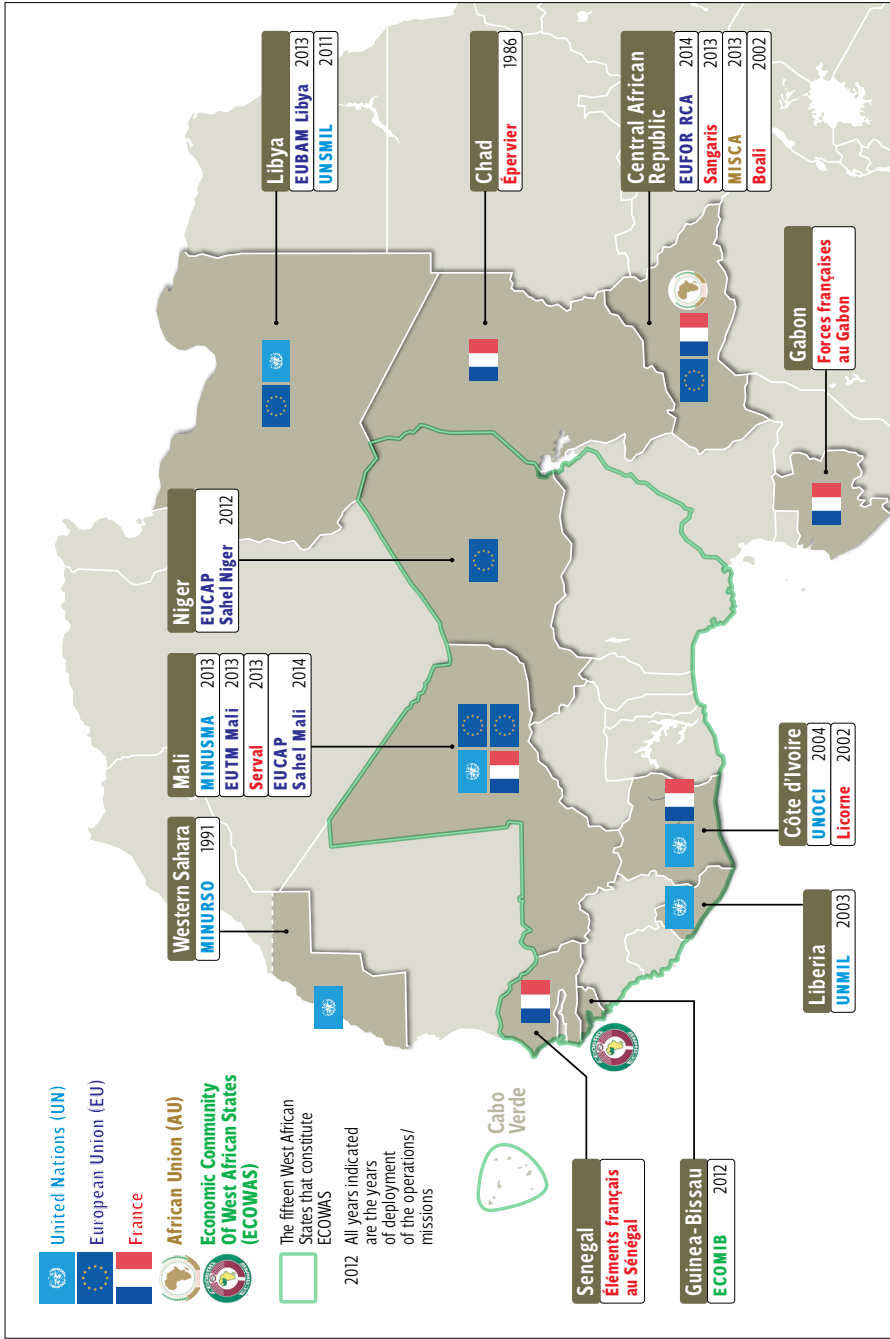 United Nations (UN)
European Union (EU)
France
African Union (AU)
Economic Community
Of West African States
(ECOWAS)
The fifteen West African
States that constitute
ECOWAS
2012 All years indicated
are the years
of deployment
of the operations/
missions
Cabo
Verde
Western Sahara
MINURSO 1991
Mali
MINUSMA 2013
EUTM Mali 2013
Serval 2013
EUCAP
Sahel Mali 2014
Niger
EUCAP
Sahel Niger 2012
Libya
EUBAM Libya 2013
UNSMIL 2011
Chad
Épervier 1986
Central African
Republic
EUFOR RCA 2014
Sangaris 2013
MISCA 2013
Boali 2002
Gabon
Forces françaises
au Gabon
Côte d'Ivoire
UNOCI 2004
Licorne 2002
Liberia
UNMIL 2003
Senegal
Éléments français
au Sénégal
Guinea-Bissau
ECOMIB 2012